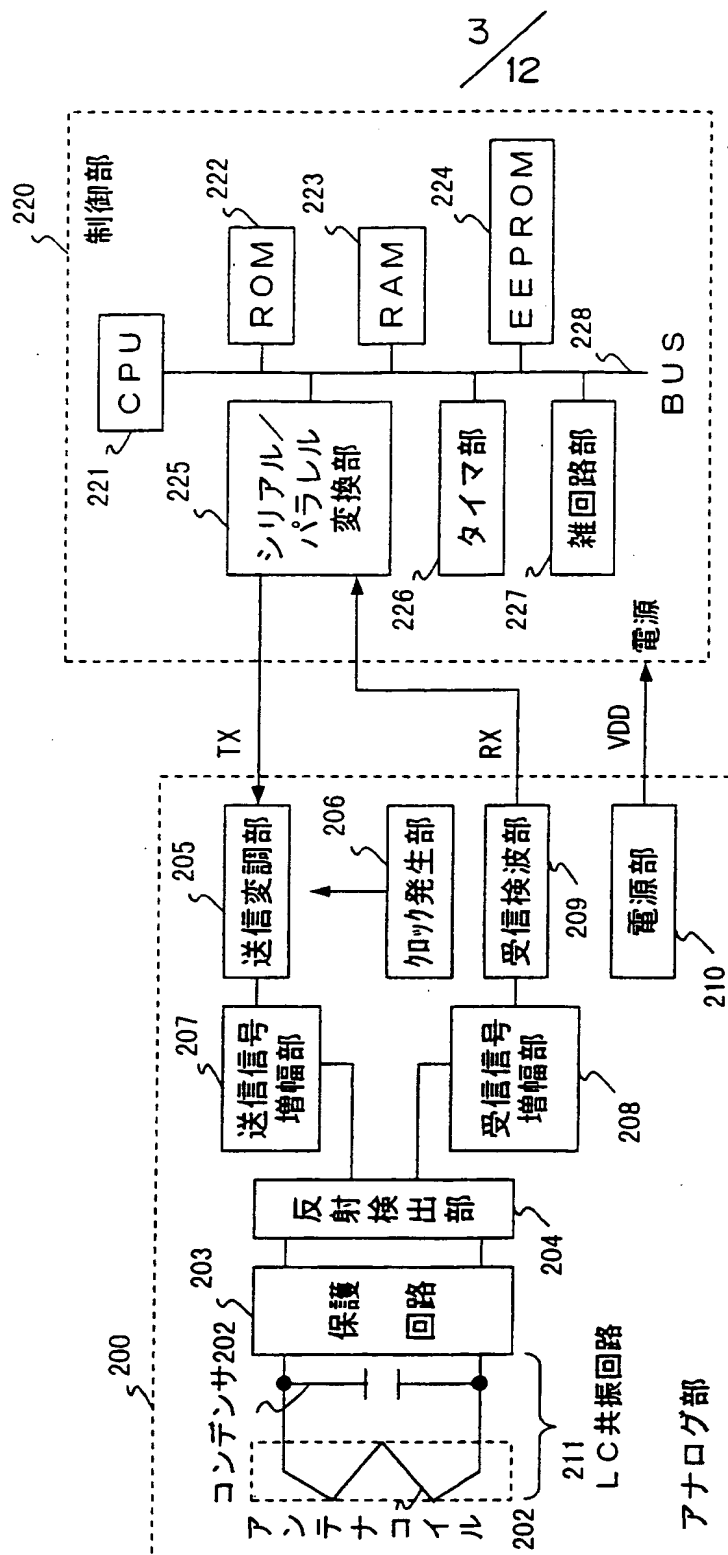 3/12
200
アナログ部
アンテナコイル
202
コンデンサ202
211
LC共振回路
保護
回路
203
反射検出部
204
送信信号
増幅部
207
送信変調部
205
クロック発生部
206
受信信号
増幅部
208
受信検波部
209
電源部
210
TX
RX
VDD
電源
220
制御部
CPU
221
ROM
222
RAM
223
EEPROM
224
シリアル／
パラレル
変換部
225
タイマ部
226
雑回路部
227
228
BUS